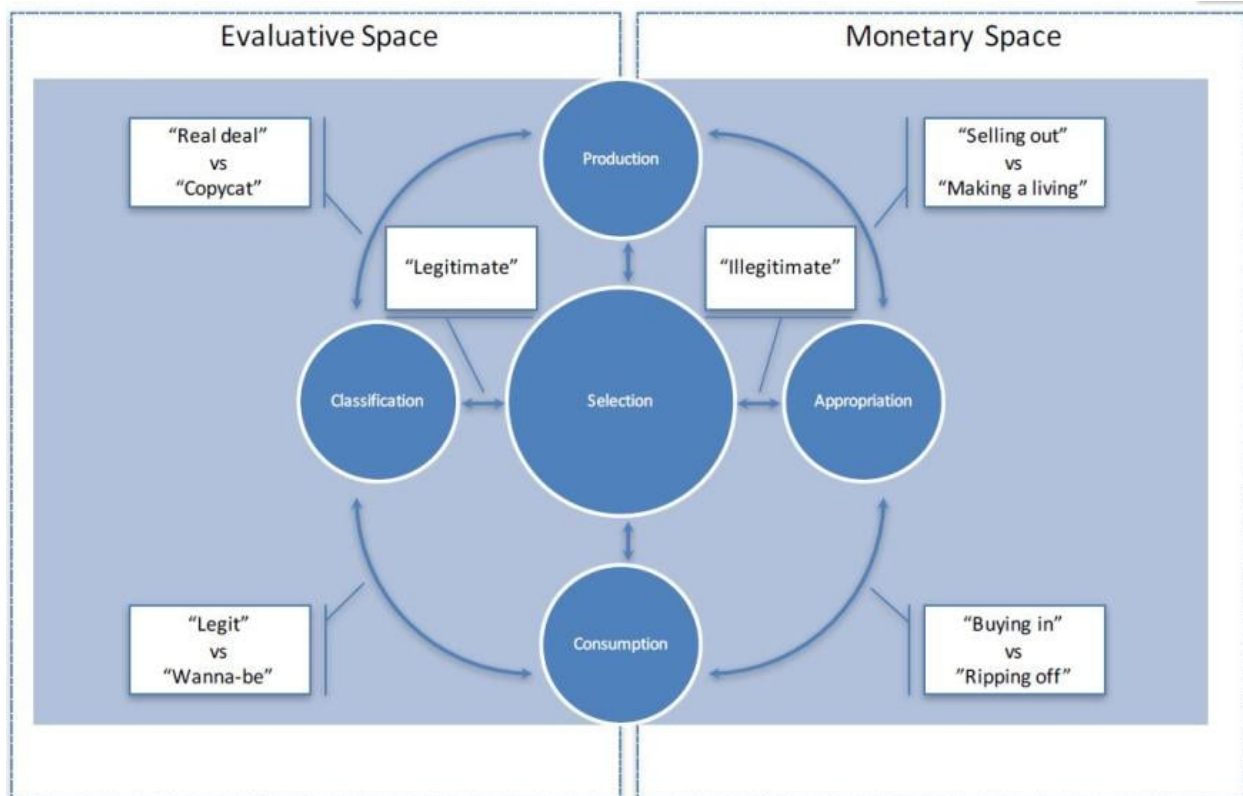 Evaluative Space
Monetary Space
“Real deal”
vs
“Copycat”
Production
“Selling out”
vs
“Making a living”
“Legitimate”
“Illegitimate”
Classification
Selection
Appropriation
“Legit”
vs
“Wanna-be”
Consumption
“Buying in”
vs
”Ripping off”